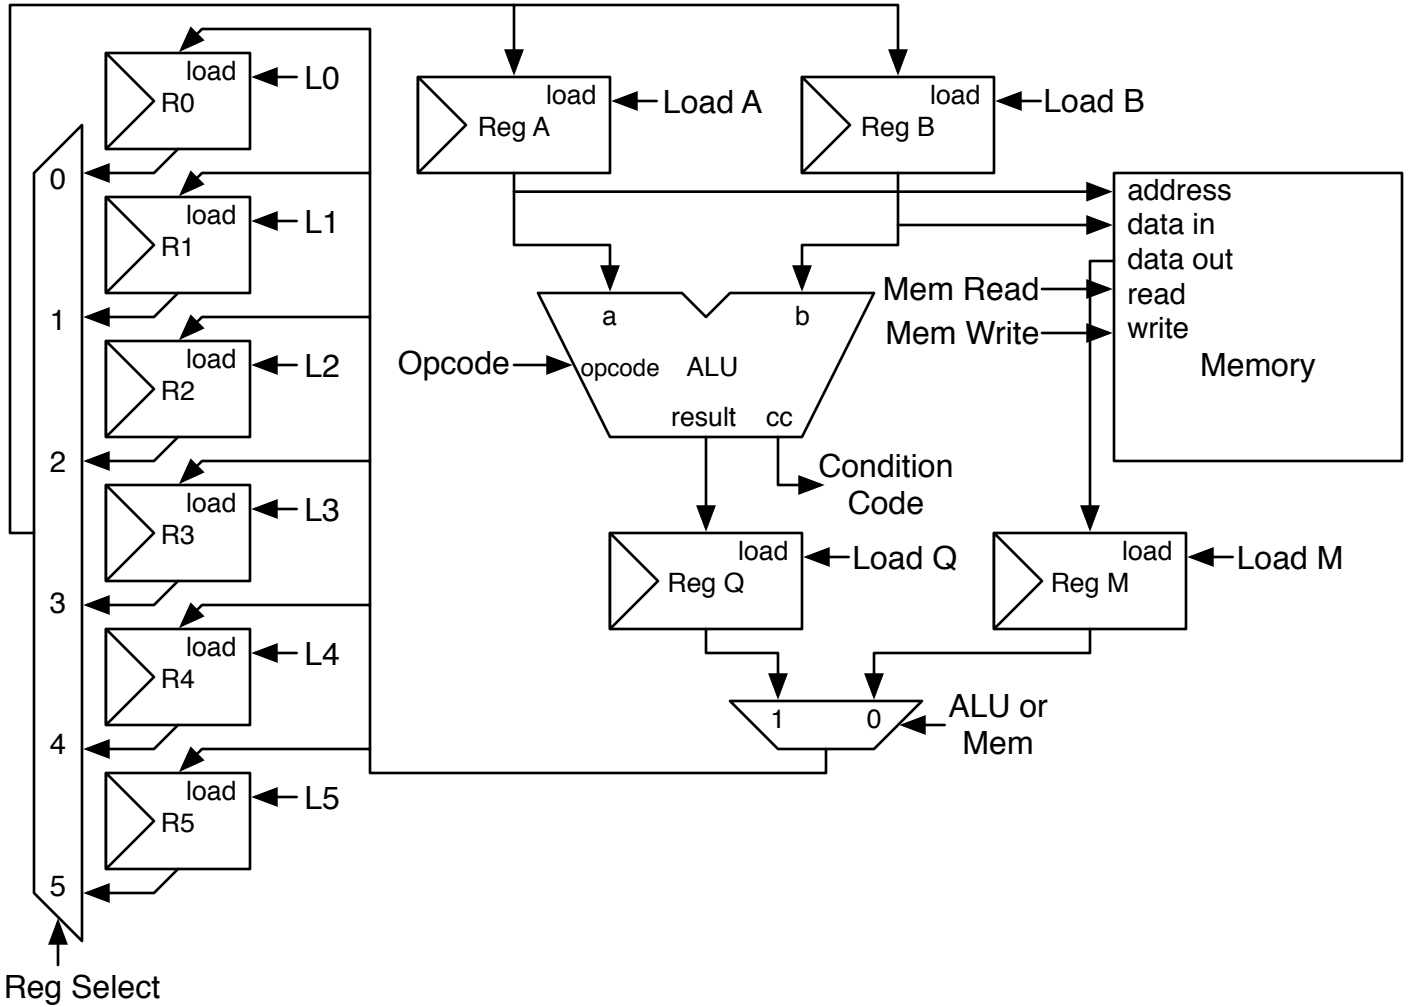 load
R0
L0
0
load
R1
L1
1
load
R2
L2
2
load
R3
L3
3
load
R4
L4
4
load
R5
L5
5
Reg Select
load
Reg A
Load A
load
Reg B
Load B
address
data in
data out
read
write
Memory
Mem Read
Mem Write
a
b
Opcode
opcode
ALU
result
cc
Condition
Code
load
Reg Q
Load Q
load
Reg M
Load M
1
0
ALU or
Mem